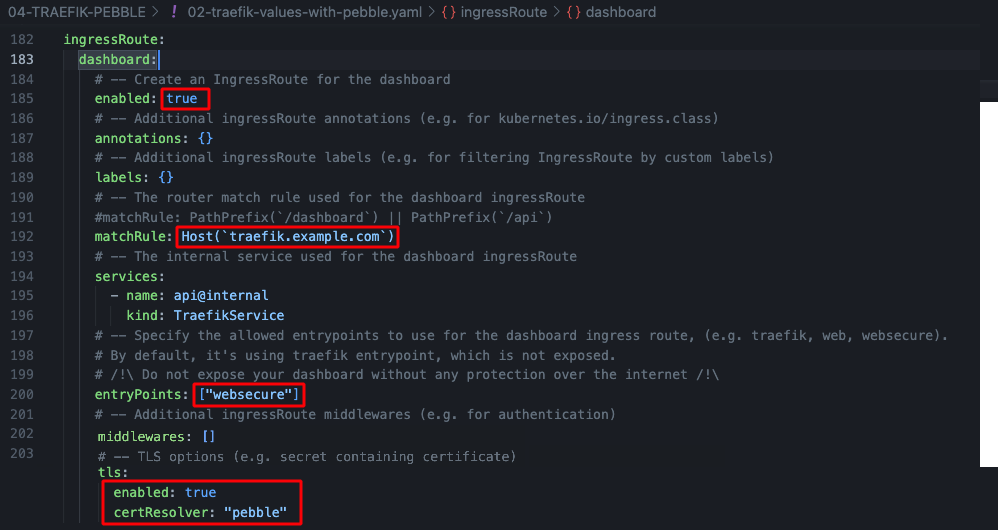 04-TRAEFIK-PEBBLE > ! 02-traefik-values-with-pebble.yaml > {} ingressRoute > {} dashboard
182 ingressRoute:
183 dashboard:
184 # -- Create an IngressRoute for the dashboard
185 enabled: true
186 # -- Additional ingressRoute annotations (e.g. for kubernetes.io/ingress.class)
187 annotations: {}
188 # -- Additional ingressRoute labels (e.g. for filtering IngressRoute by custom labels)
189 labels: {}
190 # -- The router match rule used for the dashboard ingressRoute
191 #matchRule: PathPrefix(`/dashboard`) || PathPrefix(`/api`)
192 matchRule: Host(`traefik.example.com`)
193 # -- The internal service used for the dashboard ingressRoute
194 services:
195 - name: api@internal
196 kind: TraefikService
197 # -- Specify the allowed entrypoints to use for the dashboard ingress route, (e.g. traefik, web, websecure).
198 # By default, it's using traefik entrypoint, which is not exposed.
199 # /!\ Do not expose your dashboard without any protection over the internet /!\
200 entryPoints: ["websecure"]
201 # -- Additional ingressRoute middlewares (e.g. for authentication)
202 middlewares: []
203 # -- TLS options (e.g. secret containing certificate)
tls:
enabled: true
certResolver: "pebble"